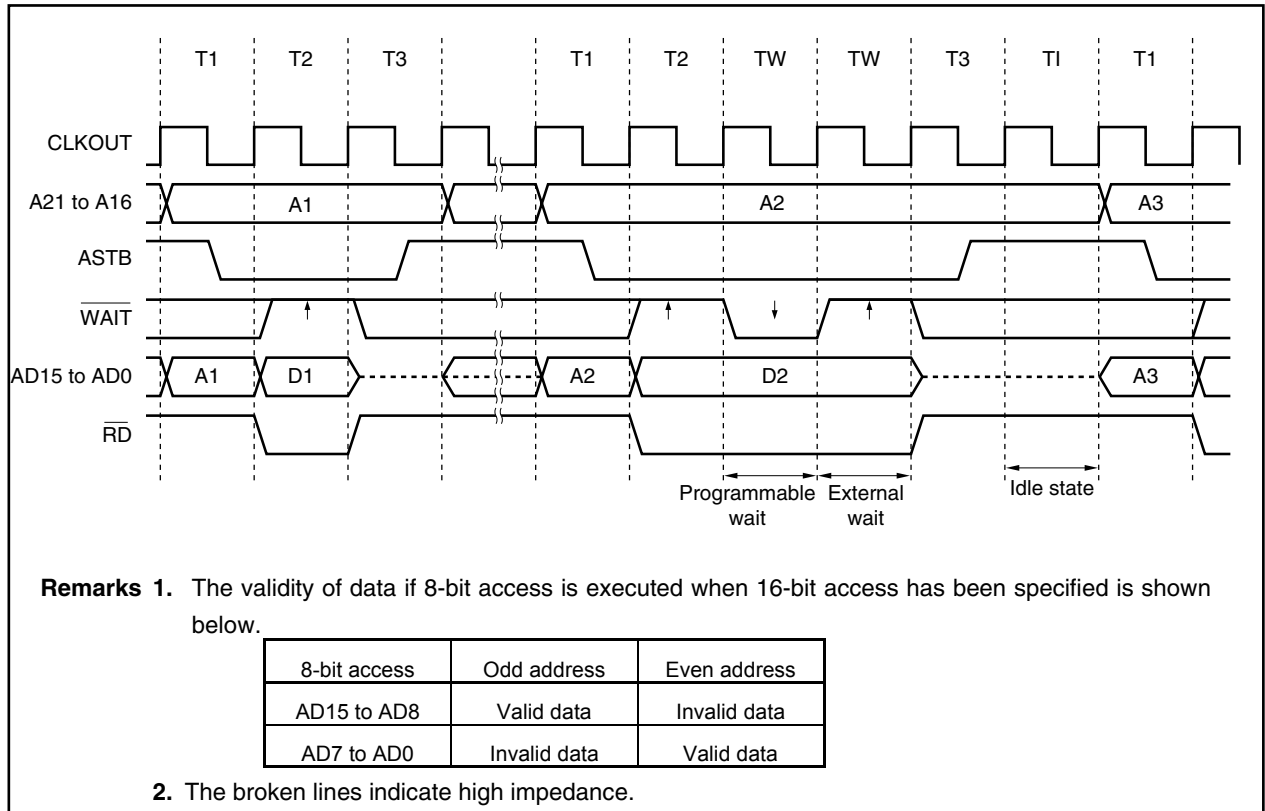 T1 T2 T3 T1 T2 TW TW T3 TI T1
CLKOUT
A21 to A16 A1 A2 A3
ASTB
WAIT
AD15 to AD0 A1 D1 A2 D2 A3
RD
Programmable wait
External wait
Idle state
Remarks 1. The validity of data if 8-bit access is executed when 16-bit access has been specified is shown
below.
8-bit access Odd address Even address
AD15 to AD8 Valid data Invalid data
AD7 to AD0 Invalid data Valid data
2. The broken lines indicate high impedance.